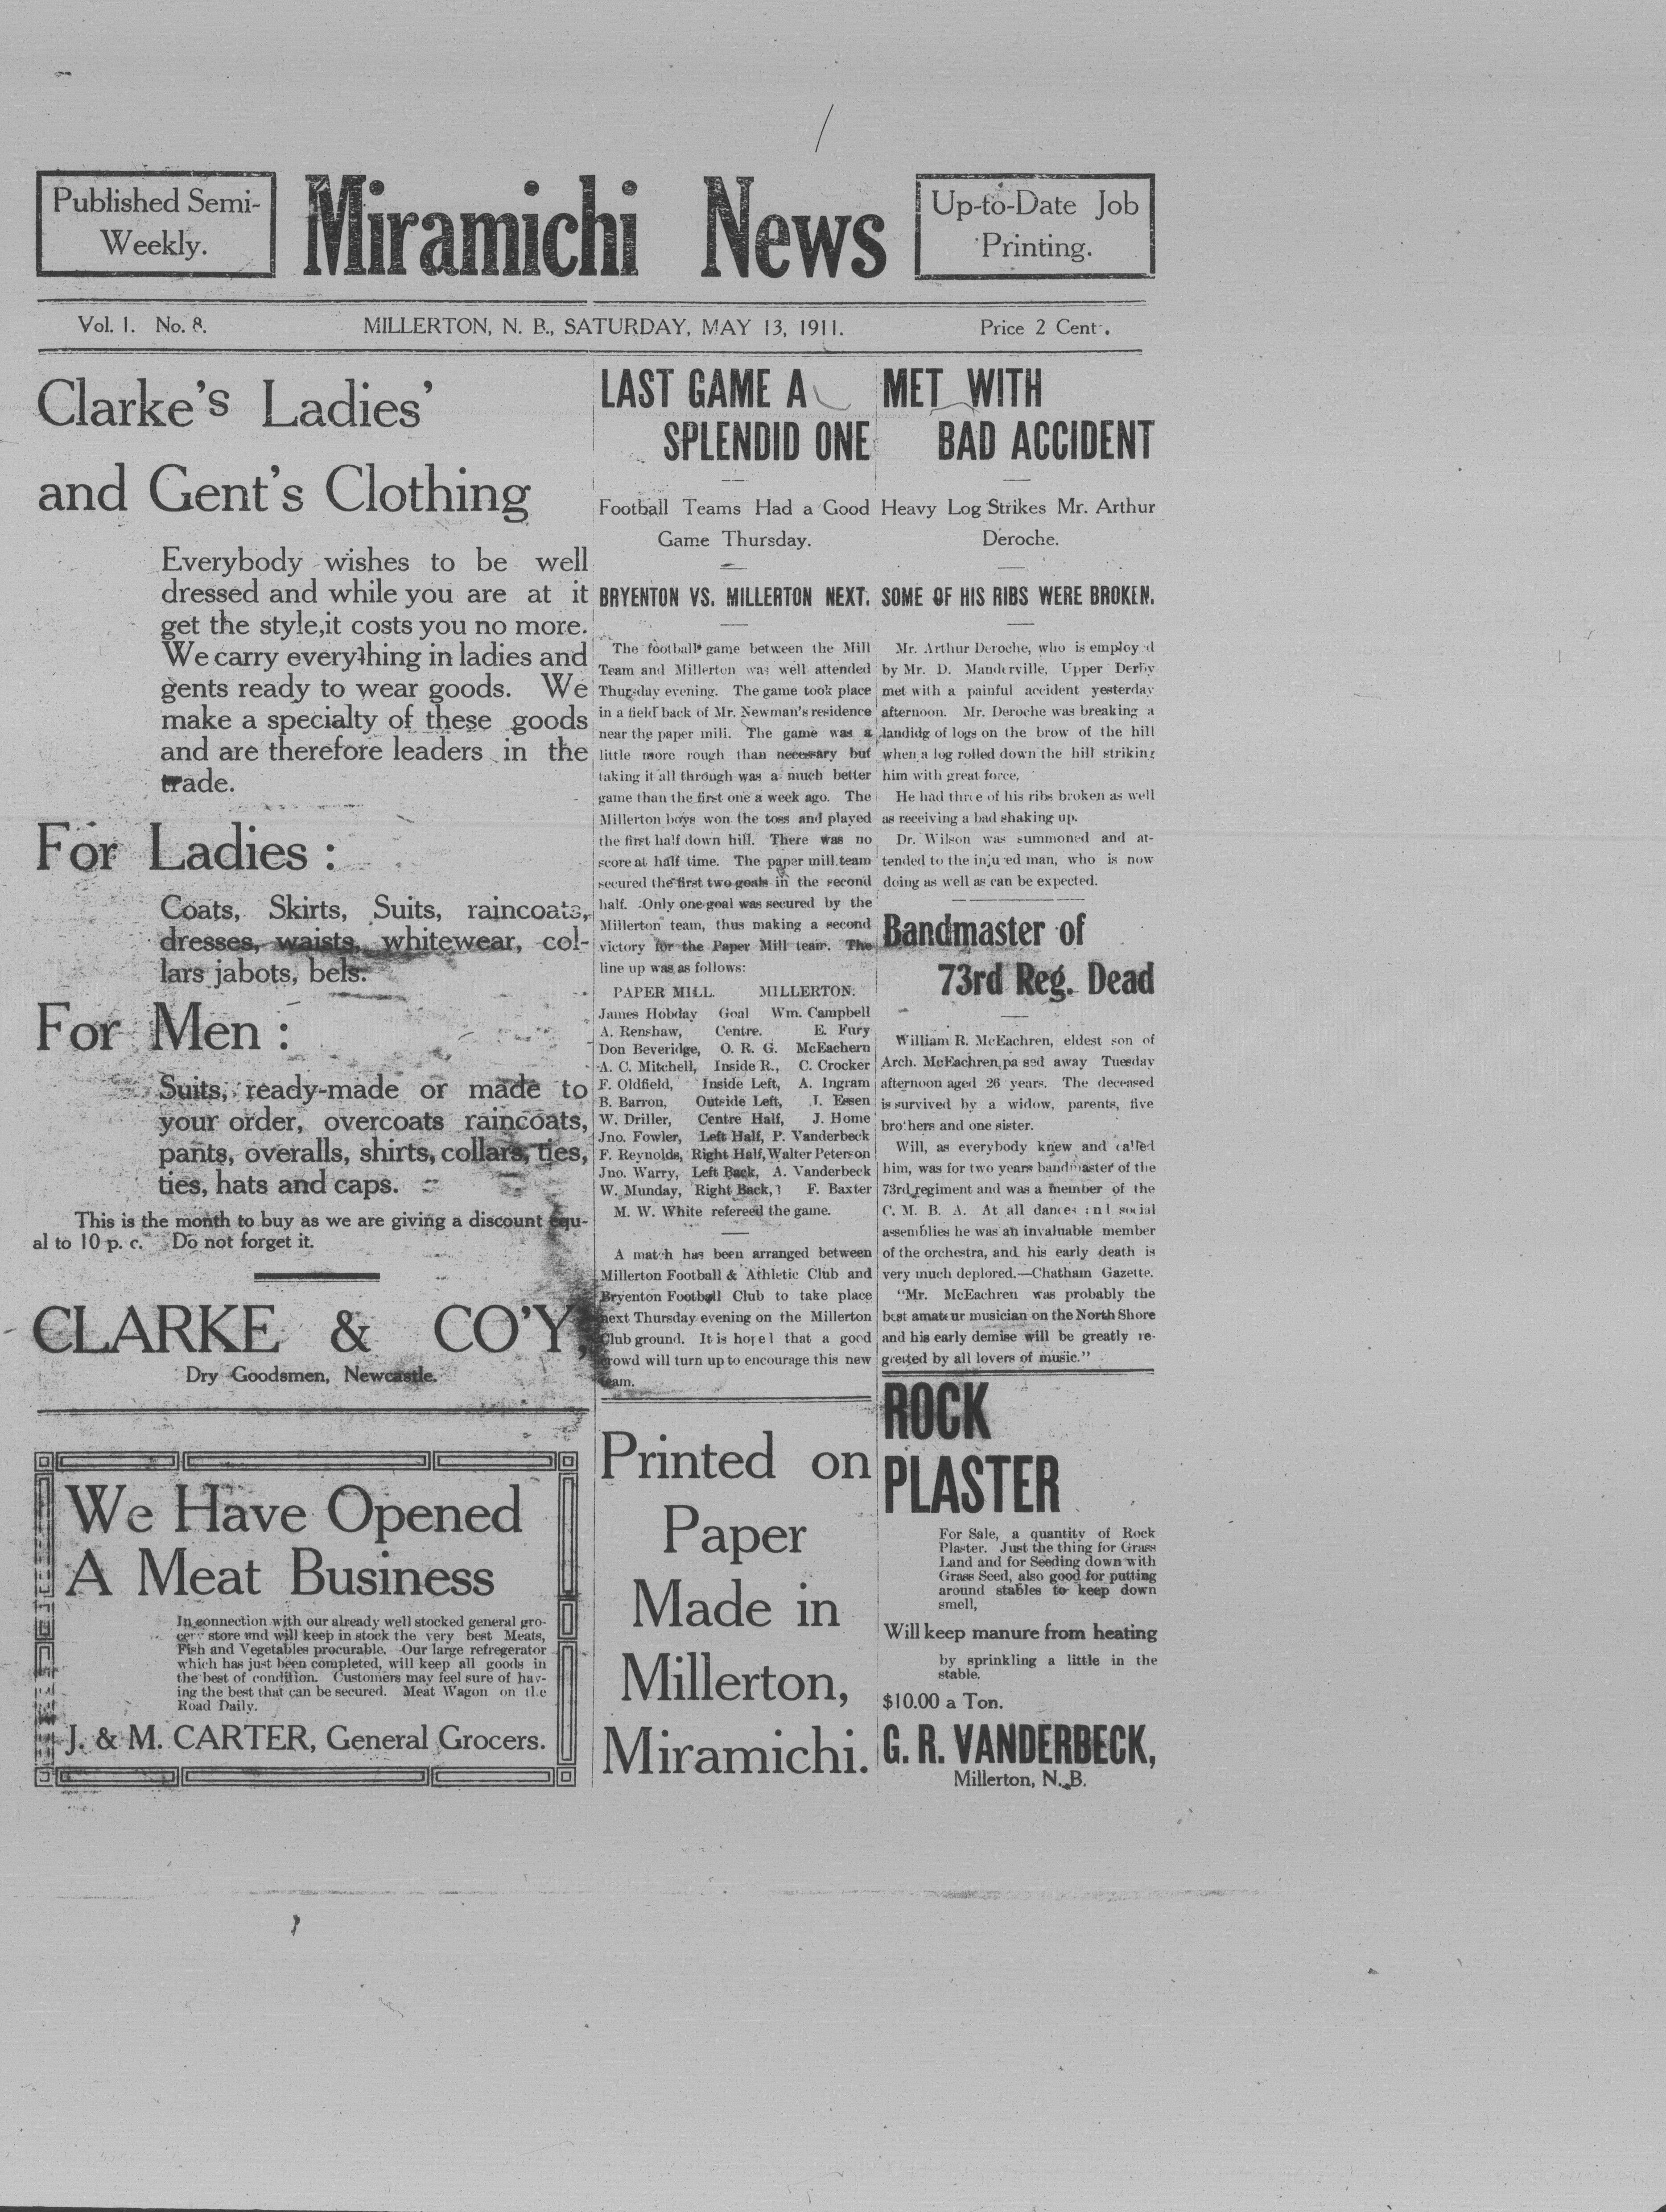 Published Semi-
Weekly.
Miramichi News
Up-to-Date Job
Printing.
Vol. 1. No. 8.
MILLERTON, N. B., SATURDAY, MAY 13, 1911.
Price 2 Cent.
Clarke's Ladies'
and Gent's Clothing
Everybody wishes to be well
dressed and while you are at it
get the style,it costs you no more.
We carry everything in ladies and
gents ready to wear goods. We
make a specialty of these goods
and are therefore leaders in the
trade.
For Ladies :
Coats, Skirts, Suits, raincoats,
dresses, waists, whitewear, col-
lars jabots, bels.
For Men :
Suits, ready-made or made to
your order, overcoats raincoats,
pants, overalls, shirts, collars, ties,
ties, hats and caps.
This is the month to buy as we are giving a discount equ-
al to 10 p. c. Do not forget it.
CLARKE & CO'Y,
Dry Goodsmen, Newcastle.
We Have Opened
A Meat Business
In connection with our already well stocked general gro-
cery store and will keep in stock the very best Meats,
Fish and Vegetables procurable. Our large refregerator
which has just been completed, will keep all goods in
the best of condition. Customers may feel sure of hav-
ing the best that can be secured. Meat Wagon on the
Road Daily.
J. & M. CARTER, General Grocers.
LAST GAME A
SPLENDID ONE
Football Teams Had a Good
Game Thursday.
BRYENTON VS. MILLERTON NEXT.
The football game between the Mill
Team and Millerton was well attended
Thursday evening. The game took place
in a field back of Mr. Newman's residence
near the paper mill. The game was a
little more rough than necessary but
taking it all through was a much better
game than the first one a week ago. The
Millerton boys won the toss and played
the first half down hill. There was no
score at half time. The paper mill team
secured the first two goals in the second
half. Only one goal was secured by the
Millerton team, thus making a second
victory for the Paper Mill team. The
line up was as follows:
PAPER MILL. MILLERTON.
James Hobday Goal Wm. Campbell
A. Renshaw, Centre. E. Fury
Don Beveridge, O. R. G. McEachern
A. C. Mitchell, Inside R., C. Crocker
F. Oldfield, Inside Left, A. Ingram
B. Barron, Outside Left, J. Essen
W. Driller, Centre Half, J. Home
Jno. Fowler, Left Half, P. Vanderbeck
F. Reynolds, Right Half, Walter Peterson
Jno. Warry, Left Back, A. Vanderbeck
W. Munday, Right Back, F. Baxter
M. W. White refereed the game.
A match has been arranged between
Millerton Football & Athletic Club and
Bryenton Football Club to take place
next Thursday evening on the Millerton
Club ground. It is hoped that a good
crowd will turn up to encourage this new
team.
Printed on
Paper
Made in
Millerton,
Miramichi.
MET WITH
BAD ACCIDENT
Heavy Log Strikes Mr. Arthur
Deroche.
SOME OF HIS RIBS WERE BROKEN.
Mr. Arthur Deroche, who is employ d
by Mr. D. Manderville, Upper Derby
met with a painful accident yesterday
afternoon. Mr. Deroche was breaking a
landidg of logs on the brow of the hill
when a log rolled down the hill striking
him with great force.
He had three of his ribs broken as well
as receiving a bad shaking up.
Dr. Wilson was summoned and at-
tended to the injured man, who is now
doing as well as can be expected.
Bandmaster of
73rd Reg. Dead
William R. McEachren, eldest son of
Arch. McEachren, pa sed away Tuesday
afternoon aged 26 years. The deceased
is survived by a widow, parents, five
brothers and one sister.
Will, as everybody knew and called
him, was for two years bandmaster of the
73rd regiment and was a member of the
C. M. B. A. At all dances and social
assemblies he was an invaluable member
of the orchestra, and his early death is
very much deplored.—Chatham Gazette.
"Mr. McEachren was probably the
best amateur musician on the North Shore
and his early demise will be greatly re-
gretted by all lovers of music."
ROCK
PLASTER
For Sale, a quantity of Rock
Plaster. Just the thing for Grass
Land and for Seeding down with
Grass Seed, also good for putting
around stables to keep down
smell,
Will keep manure from heating
by sprinkling a little in the
stable.
$10.00 a Ton.
G. R. VANDERBECK,
Millerton, N. B.